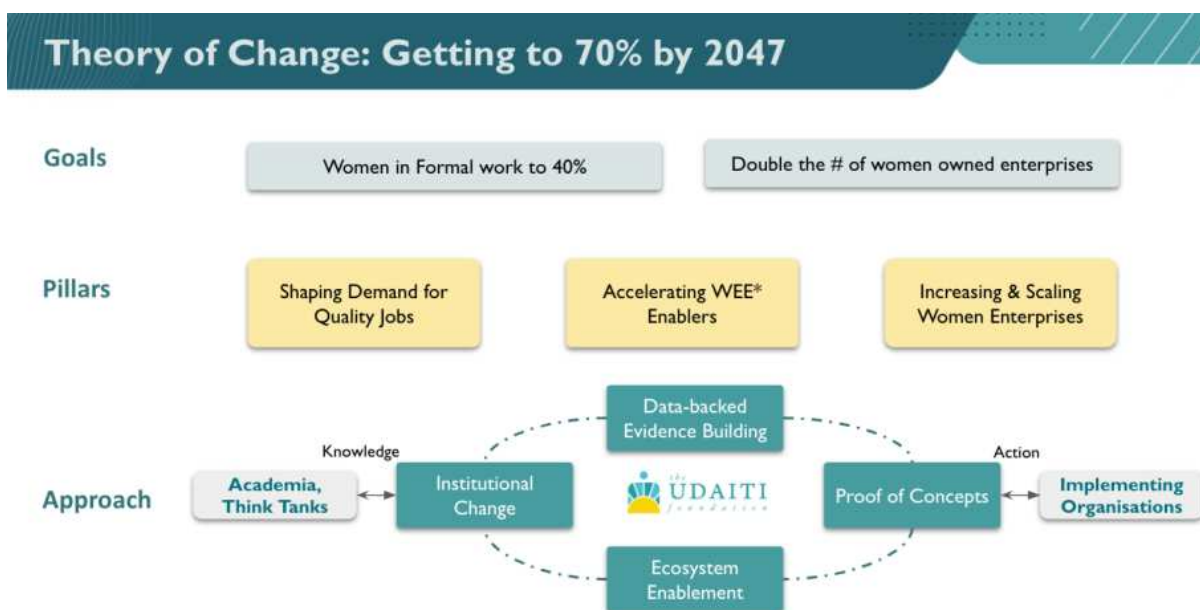 Theory of Change: Getting to 70% by 2047
Goals
Women in Formal work to 40%
Double the # of women owned enterprises
Pillars
Shaping Demand for
Quality Jobs
Accelerating WEE*
Enablers
Increasing & Scaling
Women Enterprises
Approach
Academia,
Think Tanks
Knowledge
Institutional
Change
Data-backed
Evidence Building
the
UDAITI
foundation
Ecosystem
Enablement
Proof of Concepts
Action
Implementing
Organisations